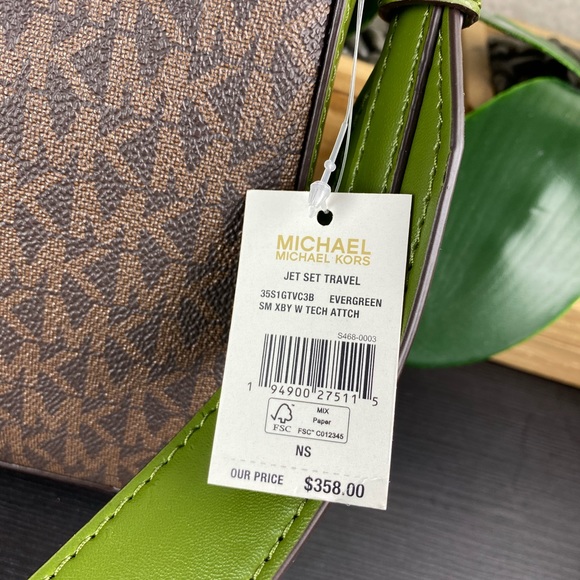 MICHAEL
MICHAEL KORS
JET SET TRAVEL
35S1GTVC3B EVERGREEN
SM XBY W TECH ATTCH
S468-0003
1 94900 27511 5
FSC
MIX
Paper
FSC® C012345
NS
OUR PRICE $358.00